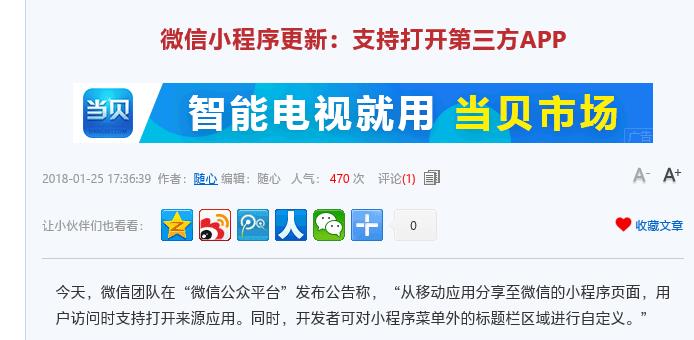 微信小程序更新：支持打开第三方APP
当贝
智能电视就用 当贝市场
广告
2018-01-25 17:36:39 作者：随心 编辑：随心 人气： 470 次 评论(1)
A- A+
让小伙伴们也看看： 人 0
收藏文章
今天，微信团队在“微信公众平台”发布公告称，“从移动应用分享至微信的小程序页面，用
户访问时支持打开来源应用。同时，开发者可对小程序菜单外的标题栏区域进行自定义。”